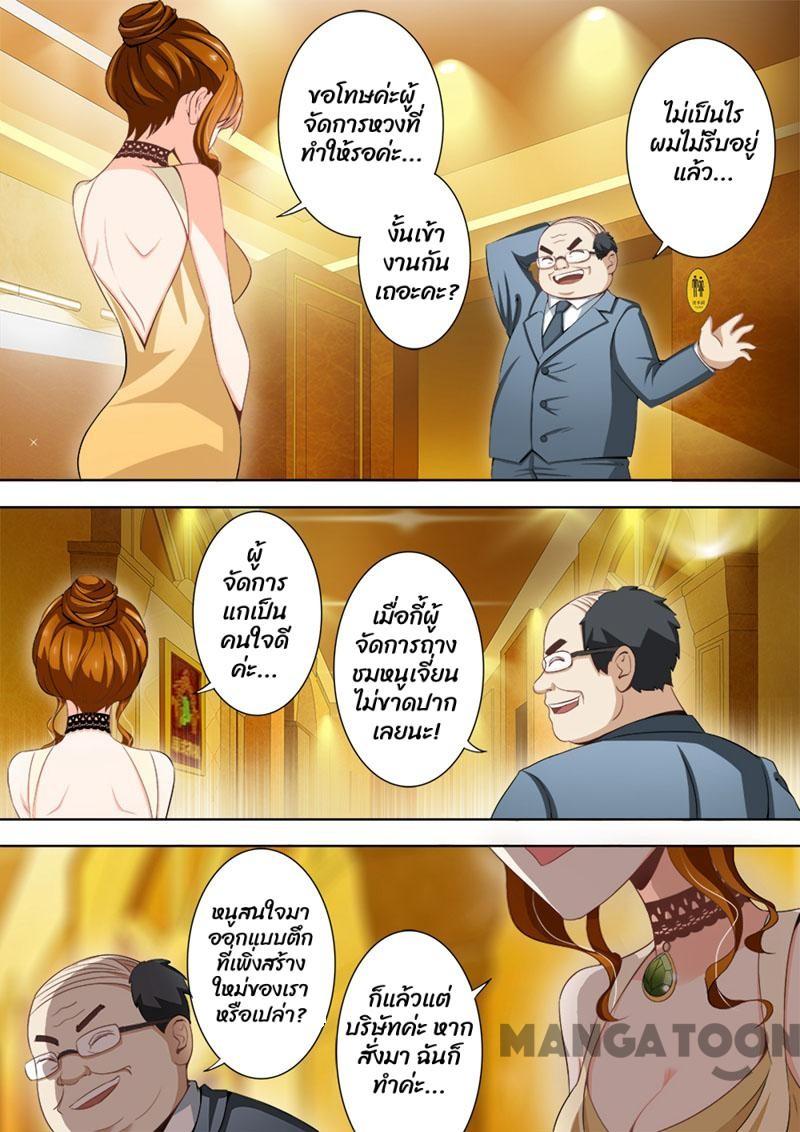 ขอโทษค่ะผู้
จัดการหวงที่
ทำให้รอค่ะ...
งั้นเข้า
งานกัน
เถอะคะ?
ไม่เป็นไร
ผมไม่รีบอยู่
แล้ว...
ผู้
จัดการ
แกเป็น
คนใจดี
ค่ะ...
เมื่อกี้ผู้
จัดการถาง
ชมหนูเจี่ยน
ไม่ขาดปาก
เลยนะ!
หนูสนใจมา
ออกแบบตึก
ที่เพิ่งสร้าง
ใหม่ของเรา
หรือเปล่า?
ก็แล้วแต่
บริษัทค่ะ หาก
สั่งมา ฉันก็
ทำค่ะ...
MANGATOON